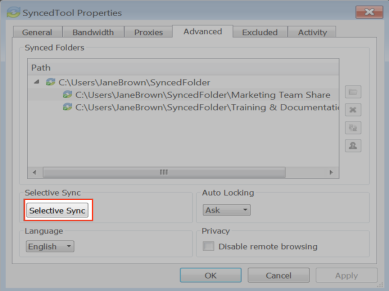 SyncedTool Properties
General Bandwidth Proxies Advanced Excluded Activity
Synced Folders
Path
C:\Users\JaneBrown\SyncedFolder
C:\Users\JaneBrown\SyncedFolder\Marketing Team Share
C:\Users\JaneBrown\SyncedFolder\Training & Documentati
Selective Sync Auto Locking
Selective Sync Ask
Language Privacy
English Disable remote browsing
OK Cancel Apply